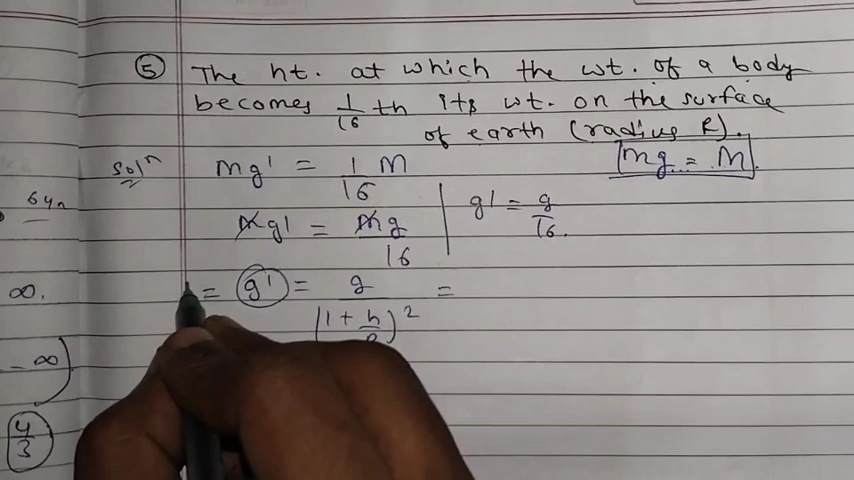 ⑤ The ht. at which the wt. of a body
becomes 1/16 th its wt. on the surface
of earth (radius R).
Solⁿ mg' = 1/16 M
mg = M
mg' = mg/16 | g' = g/16.
= g' = g/(1 + h/R)² =
∞.
- ∞)
4/3